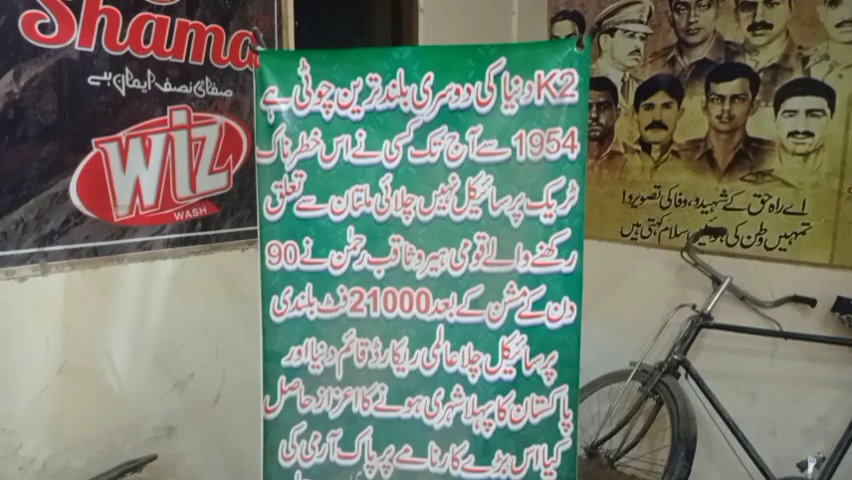 Shama
صفائی نصف ایمان ہے
Wiz
WASH
K2 دنیا کی دوسری بلند ترین چوٹی ہے
1954 سے آج تک کسی نے اس خطرناک
ٹریک پر سائیکل نہیں چلائی ملتان سے تعلق
رکھنے والے قومی ہیرو ثاقب رحمٰن نے 90
دن کے مشن کے بعد 21000 فٹ بلندی
پر سائیکل چلا عالمی ریکارڈ قائم دنیا اور
پاکستان کا پہلا شہری ہونے کا اعزاز حاصل
کیا اس بڑے کارنامے پر پاک آرمی کی
اے راہ حق کے شہیدو، وفا کی تصویرو!
تمہیں وطن کی ہوائیں سلام کہتی ہیں